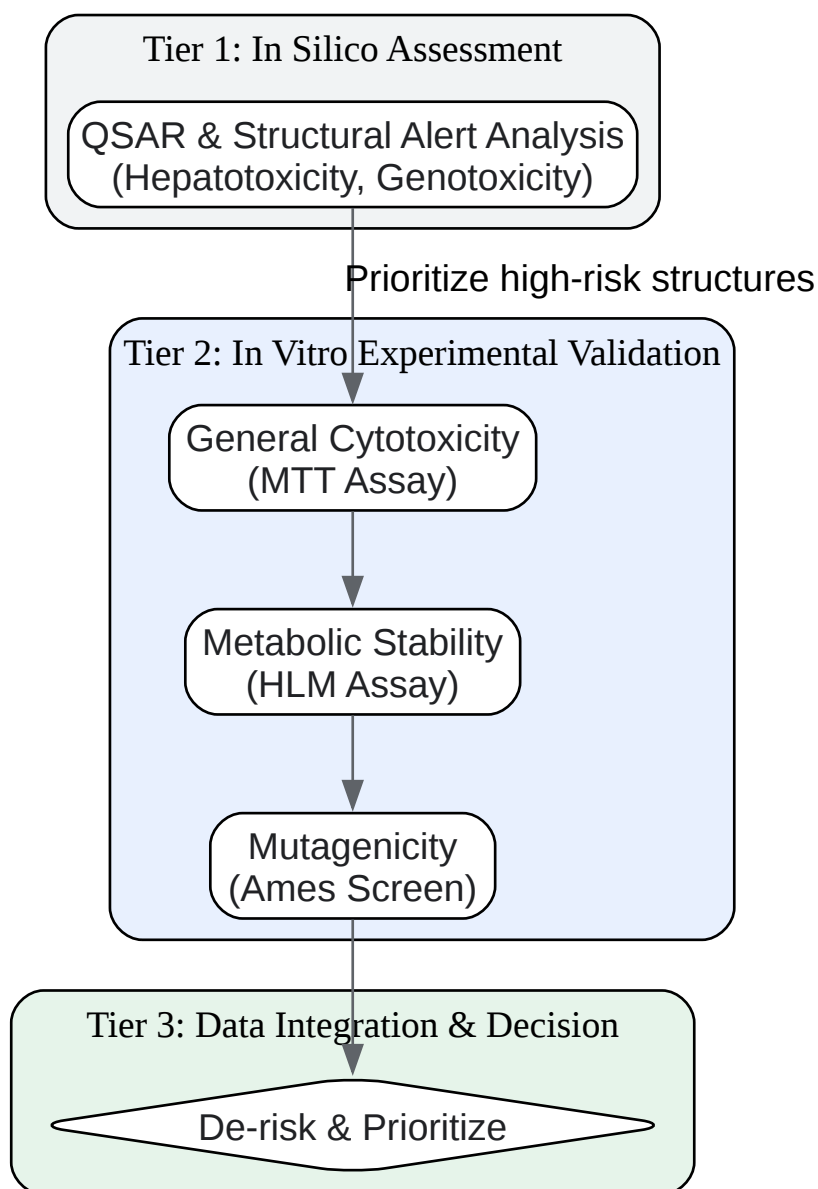 Tier 1: In Silico Assessment
QSAR & Structural Alert Analysis
(Hepatotoxicity, Genotoxicity)
Prioritize high-risk structures
Tier 2: In Vitro Experimental Validation
General Cytotoxicity
(MTT Assay)
Metabolic Stability
(HLM Assay)
Mutagenicity
(Ames Screen)
Tier 3: Data Integration & Decision
De-risk & Prioritize